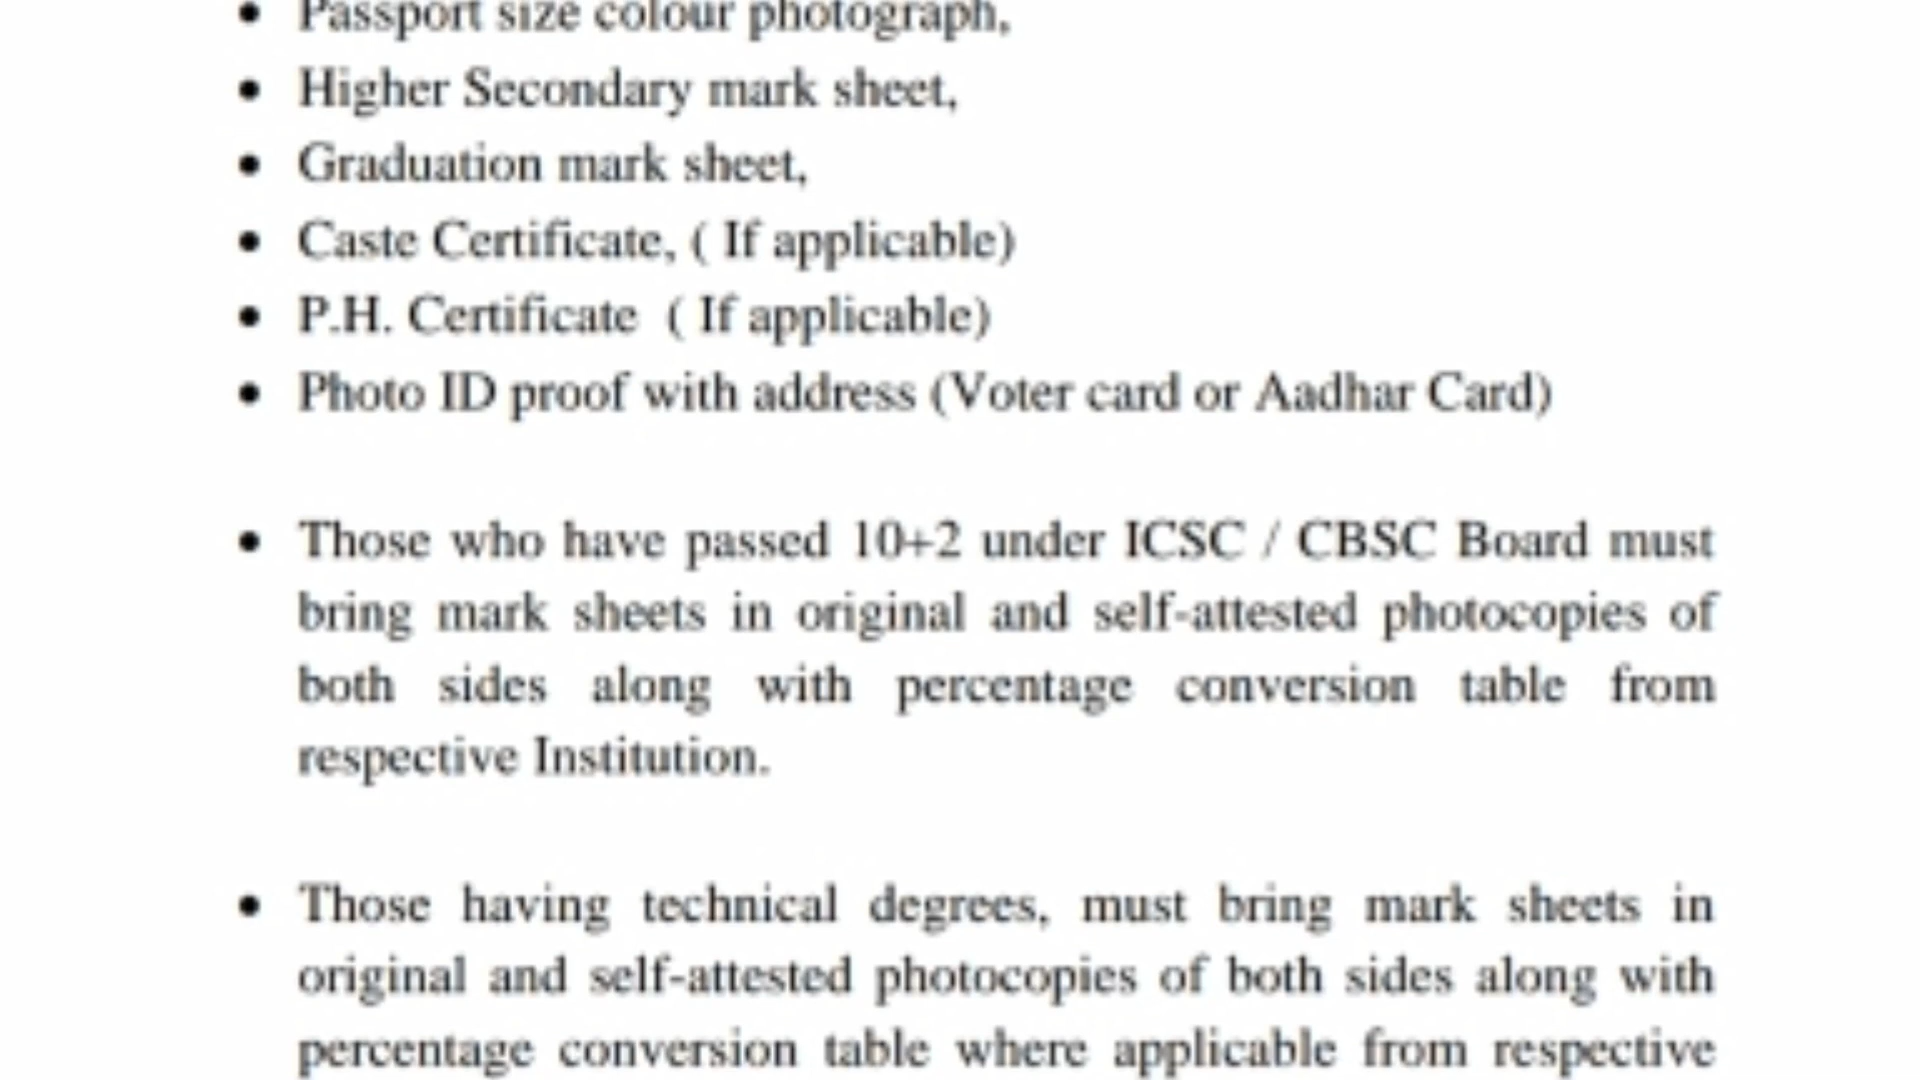 • Passport size colour photograph,
• Higher Secondary mark sheet,
• Graduation mark sheet,
• Caste Certificate, ( If applicable)
• P.H. Certificate ( If applicable)
• Photo ID proof with address (Voter card or Aadhar Card)
• Those who have passed 10+2 under ICSC / CBSC Board must
bring mark sheets in original and self-attested photocopies of
both sides along with percentage conversion table from
respective Institution.
• Those having technical degrees, must bring mark sheets in
original and self-attested photocopies of both sides along with
percentage conversion table where applicable from respective